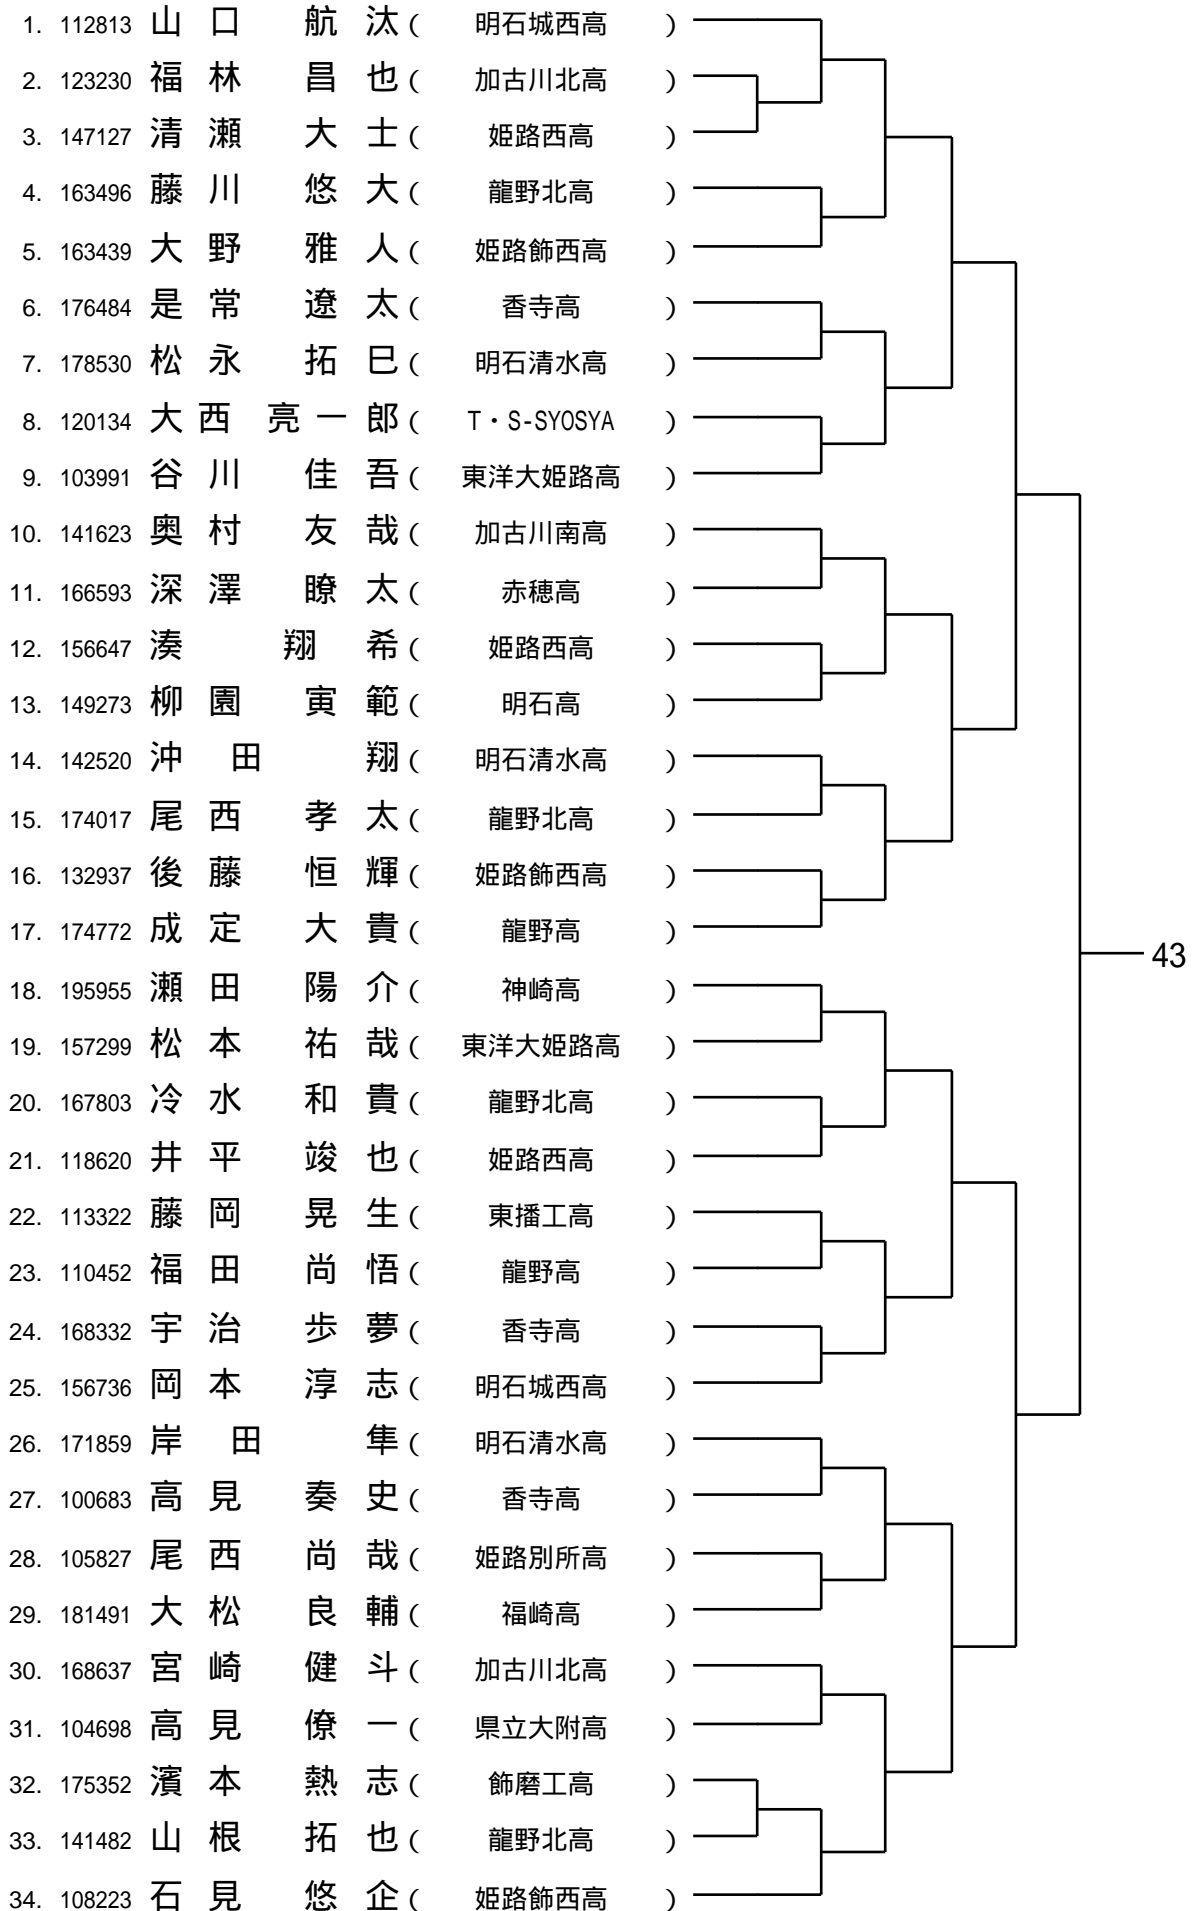 1. 112813 山口 航汰 ( 明石城西高 )
2. 123230 福林 昌也 ( 加古川北高 )
3. 147127 清瀬 大士 ( 姫路西高 )
4. 163496 藤川 悠大 ( 龍野北高 )
5. 163439 大野 雅人 ( 姫路飾西高 )
6. 176484 是常 遼太 ( 香寺高 )
7. 178530 松永 拓巳 ( 明石清水高 )
8. 120134 大西 亮一郎 ( T・S-SYOSYA )
9. 103991 谷川 佳吾 ( 東洋大姫路高 )
10. 141623 奥村 友哉 ( 加古川南高 )
11. 166593 深澤 瞭太 ( 赤穂高 )
12. 156647 湊 翔希 ( 姫路西高 )
13. 149273 柳園 寅範 ( 明石高 )
14. 142520 沖田 翔 ( 明石清水高 )
15. 174017 尾西 孝太 ( 龍野北高 )
16. 132937 後藤 恒輝 ( 姫路飾西高 )
17. 174772 成定 大貴 ( 龍野高 )
43
18. 195955 瀬田 陽介 ( 神崎高 )
19. 157299 松本 祐哉 ( 東洋大姫路高 )
20. 167803 冷水 和貴 ( 龍野北高 )
21. 118620 井平 竣也 ( 姫路西高 )
22. 113322 藤岡 晃生 ( 東播工高 )
23. 110452 福田 尚悟 ( 龍野高 )
24. 168332 宇治 歩夢 ( 香寺高 )
25. 156736 岡本 淳志 ( 明石城西高 )
26. 171859 岸田 隼 ( 明石清水高 )
27. 100683 高見 奏史 ( 香寺高 )
28. 105827 尾西 尚哉 ( 姫路別所高 )
29. 181491 大松 良輔 ( 福崎高 )
30. 168637 宮崎 健斗 ( 加古川北高 )
31. 104698 高見 僚一 ( 県立大附高 )
32. 175352 濱本 熱志 ( 飾磨工高 )
33. 141482 山根 拓也 ( 龍野北高 )
34. 108223 石見 悠企 ( 姫路飾西高 )